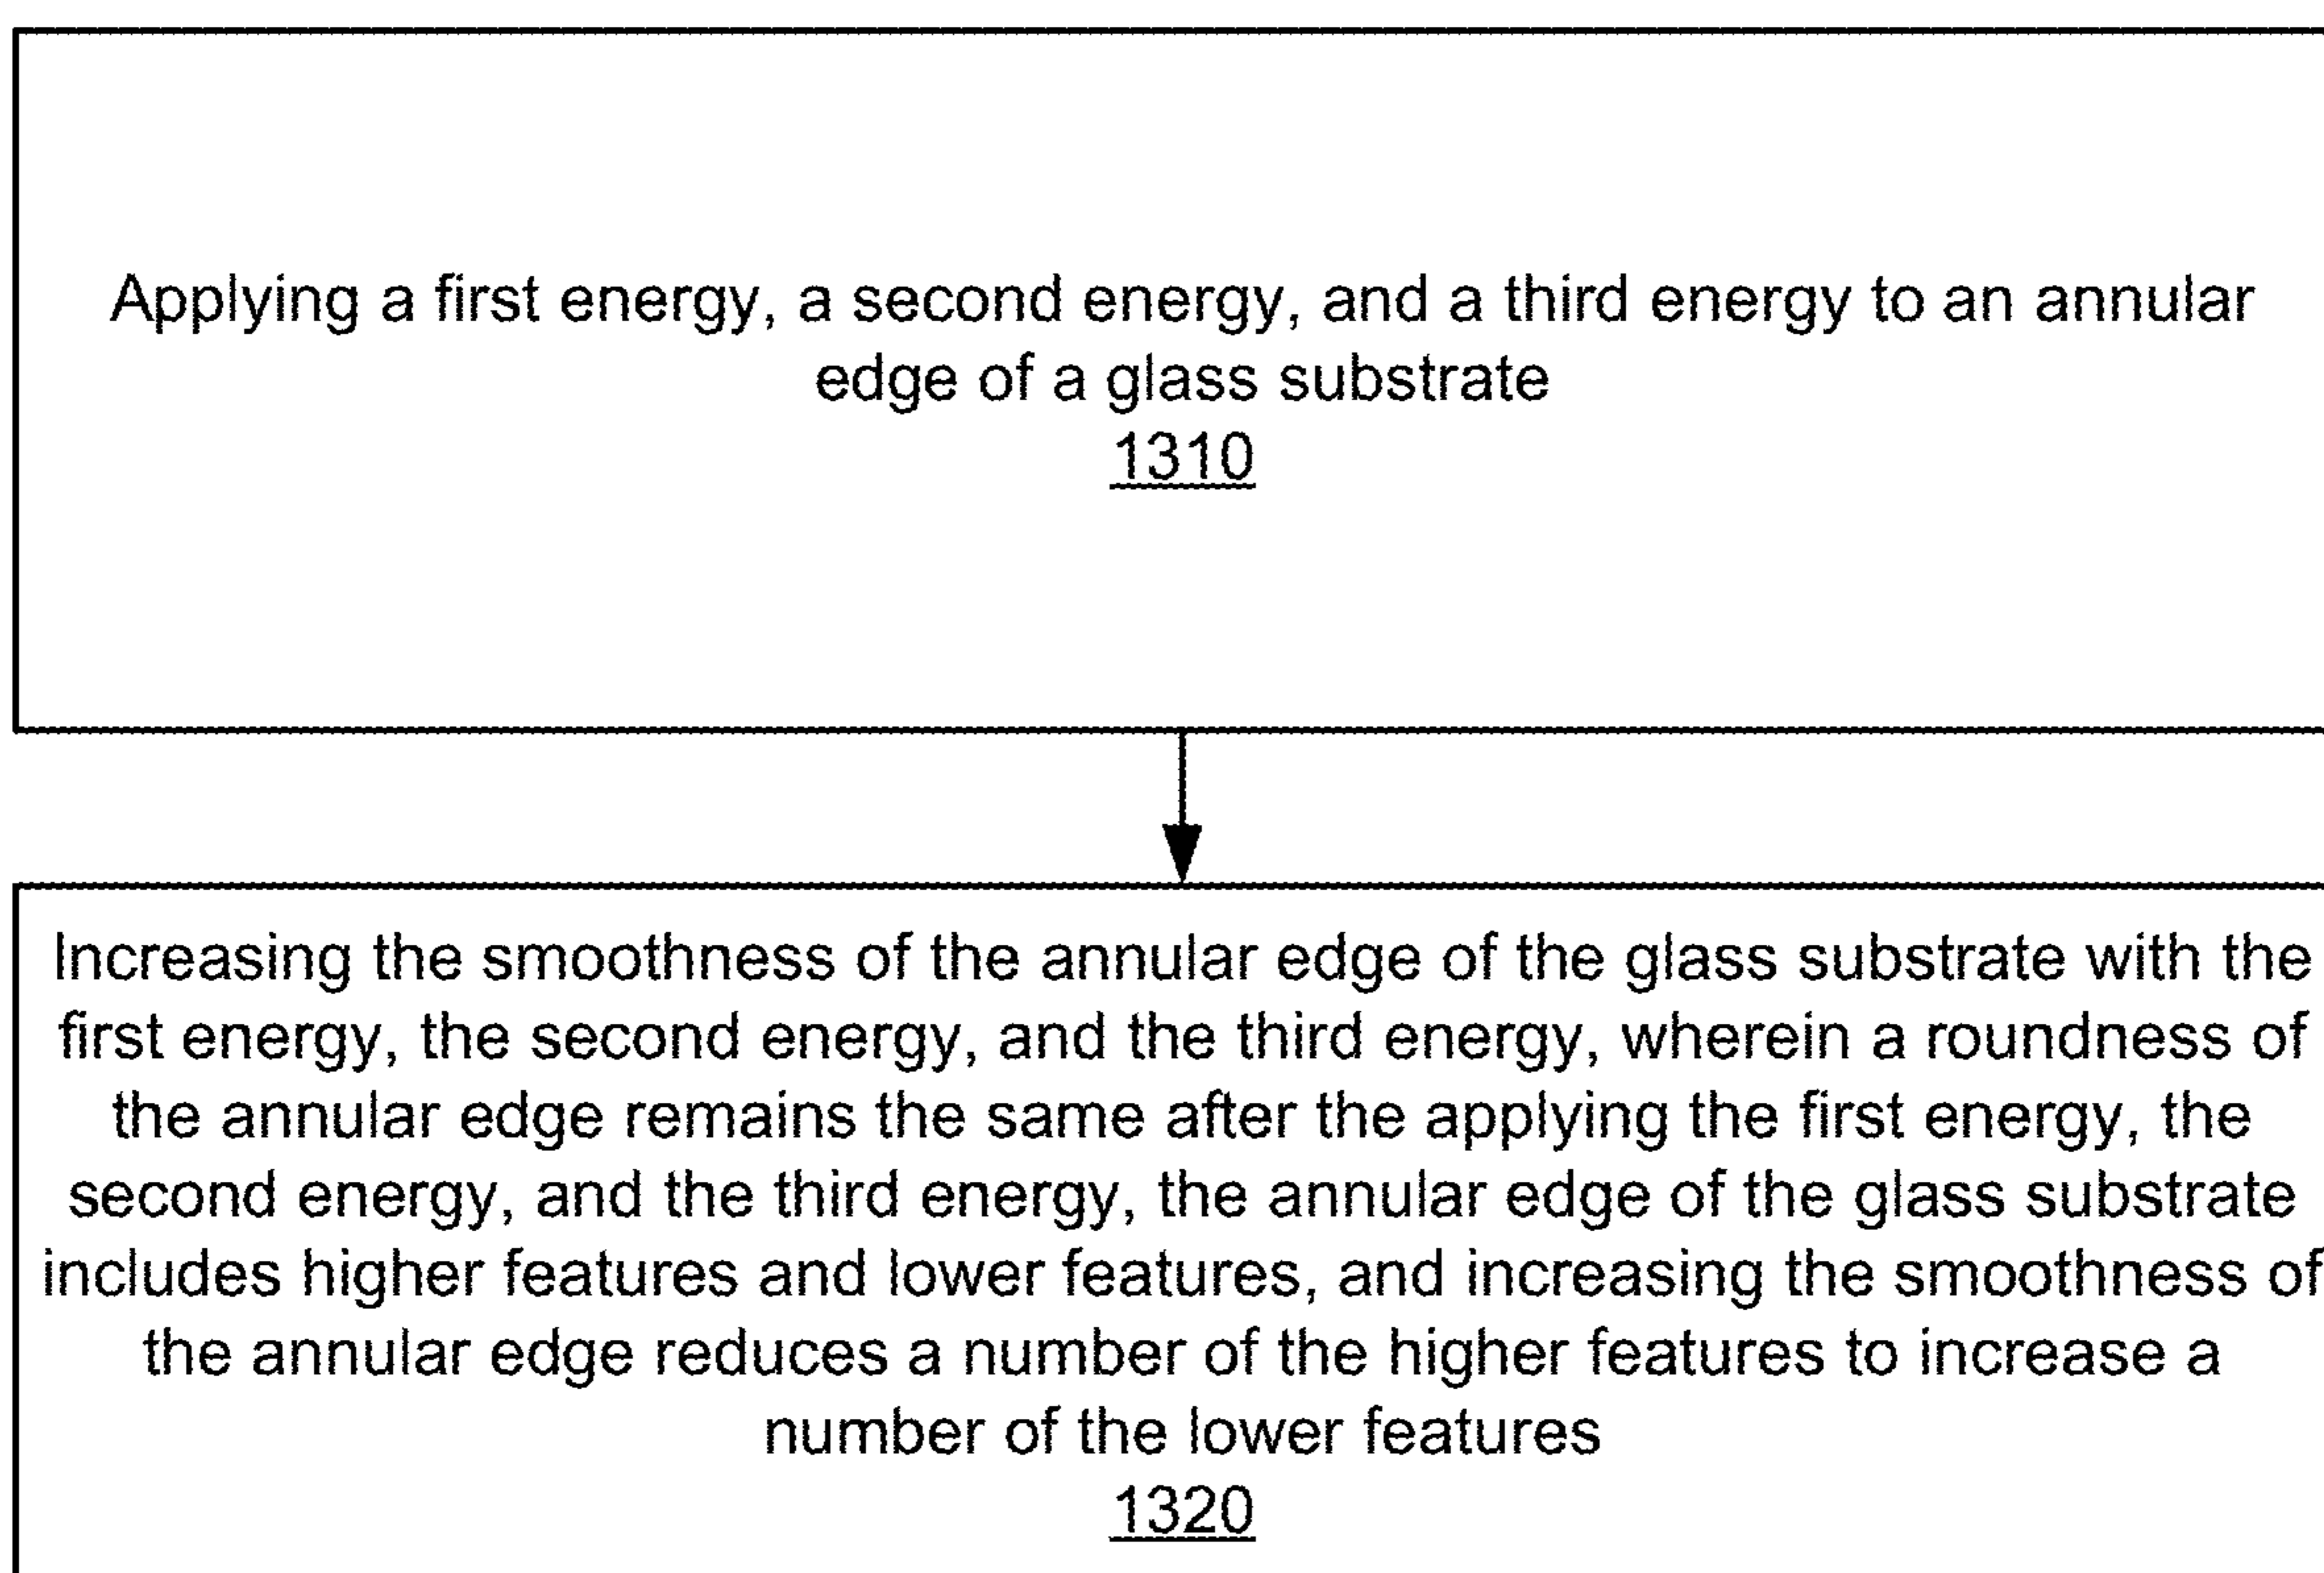 Applying a first energy, a second energy, and a third energy to an annular
edge of a glass substrate
1310
Increasing the smoothness of the annular edge of the glass substrate with the
first energy, the second energy, and the third energy, wherein a roundness of
the annular edge remains the same after the applying the first energy, the
second energy, and the third energy, the annular edge of the glass substrate
includes higher features and lower features, and increasing the smoothness of
the annular edge reduces a number of the higher features to increase a
number of the lower features
1320